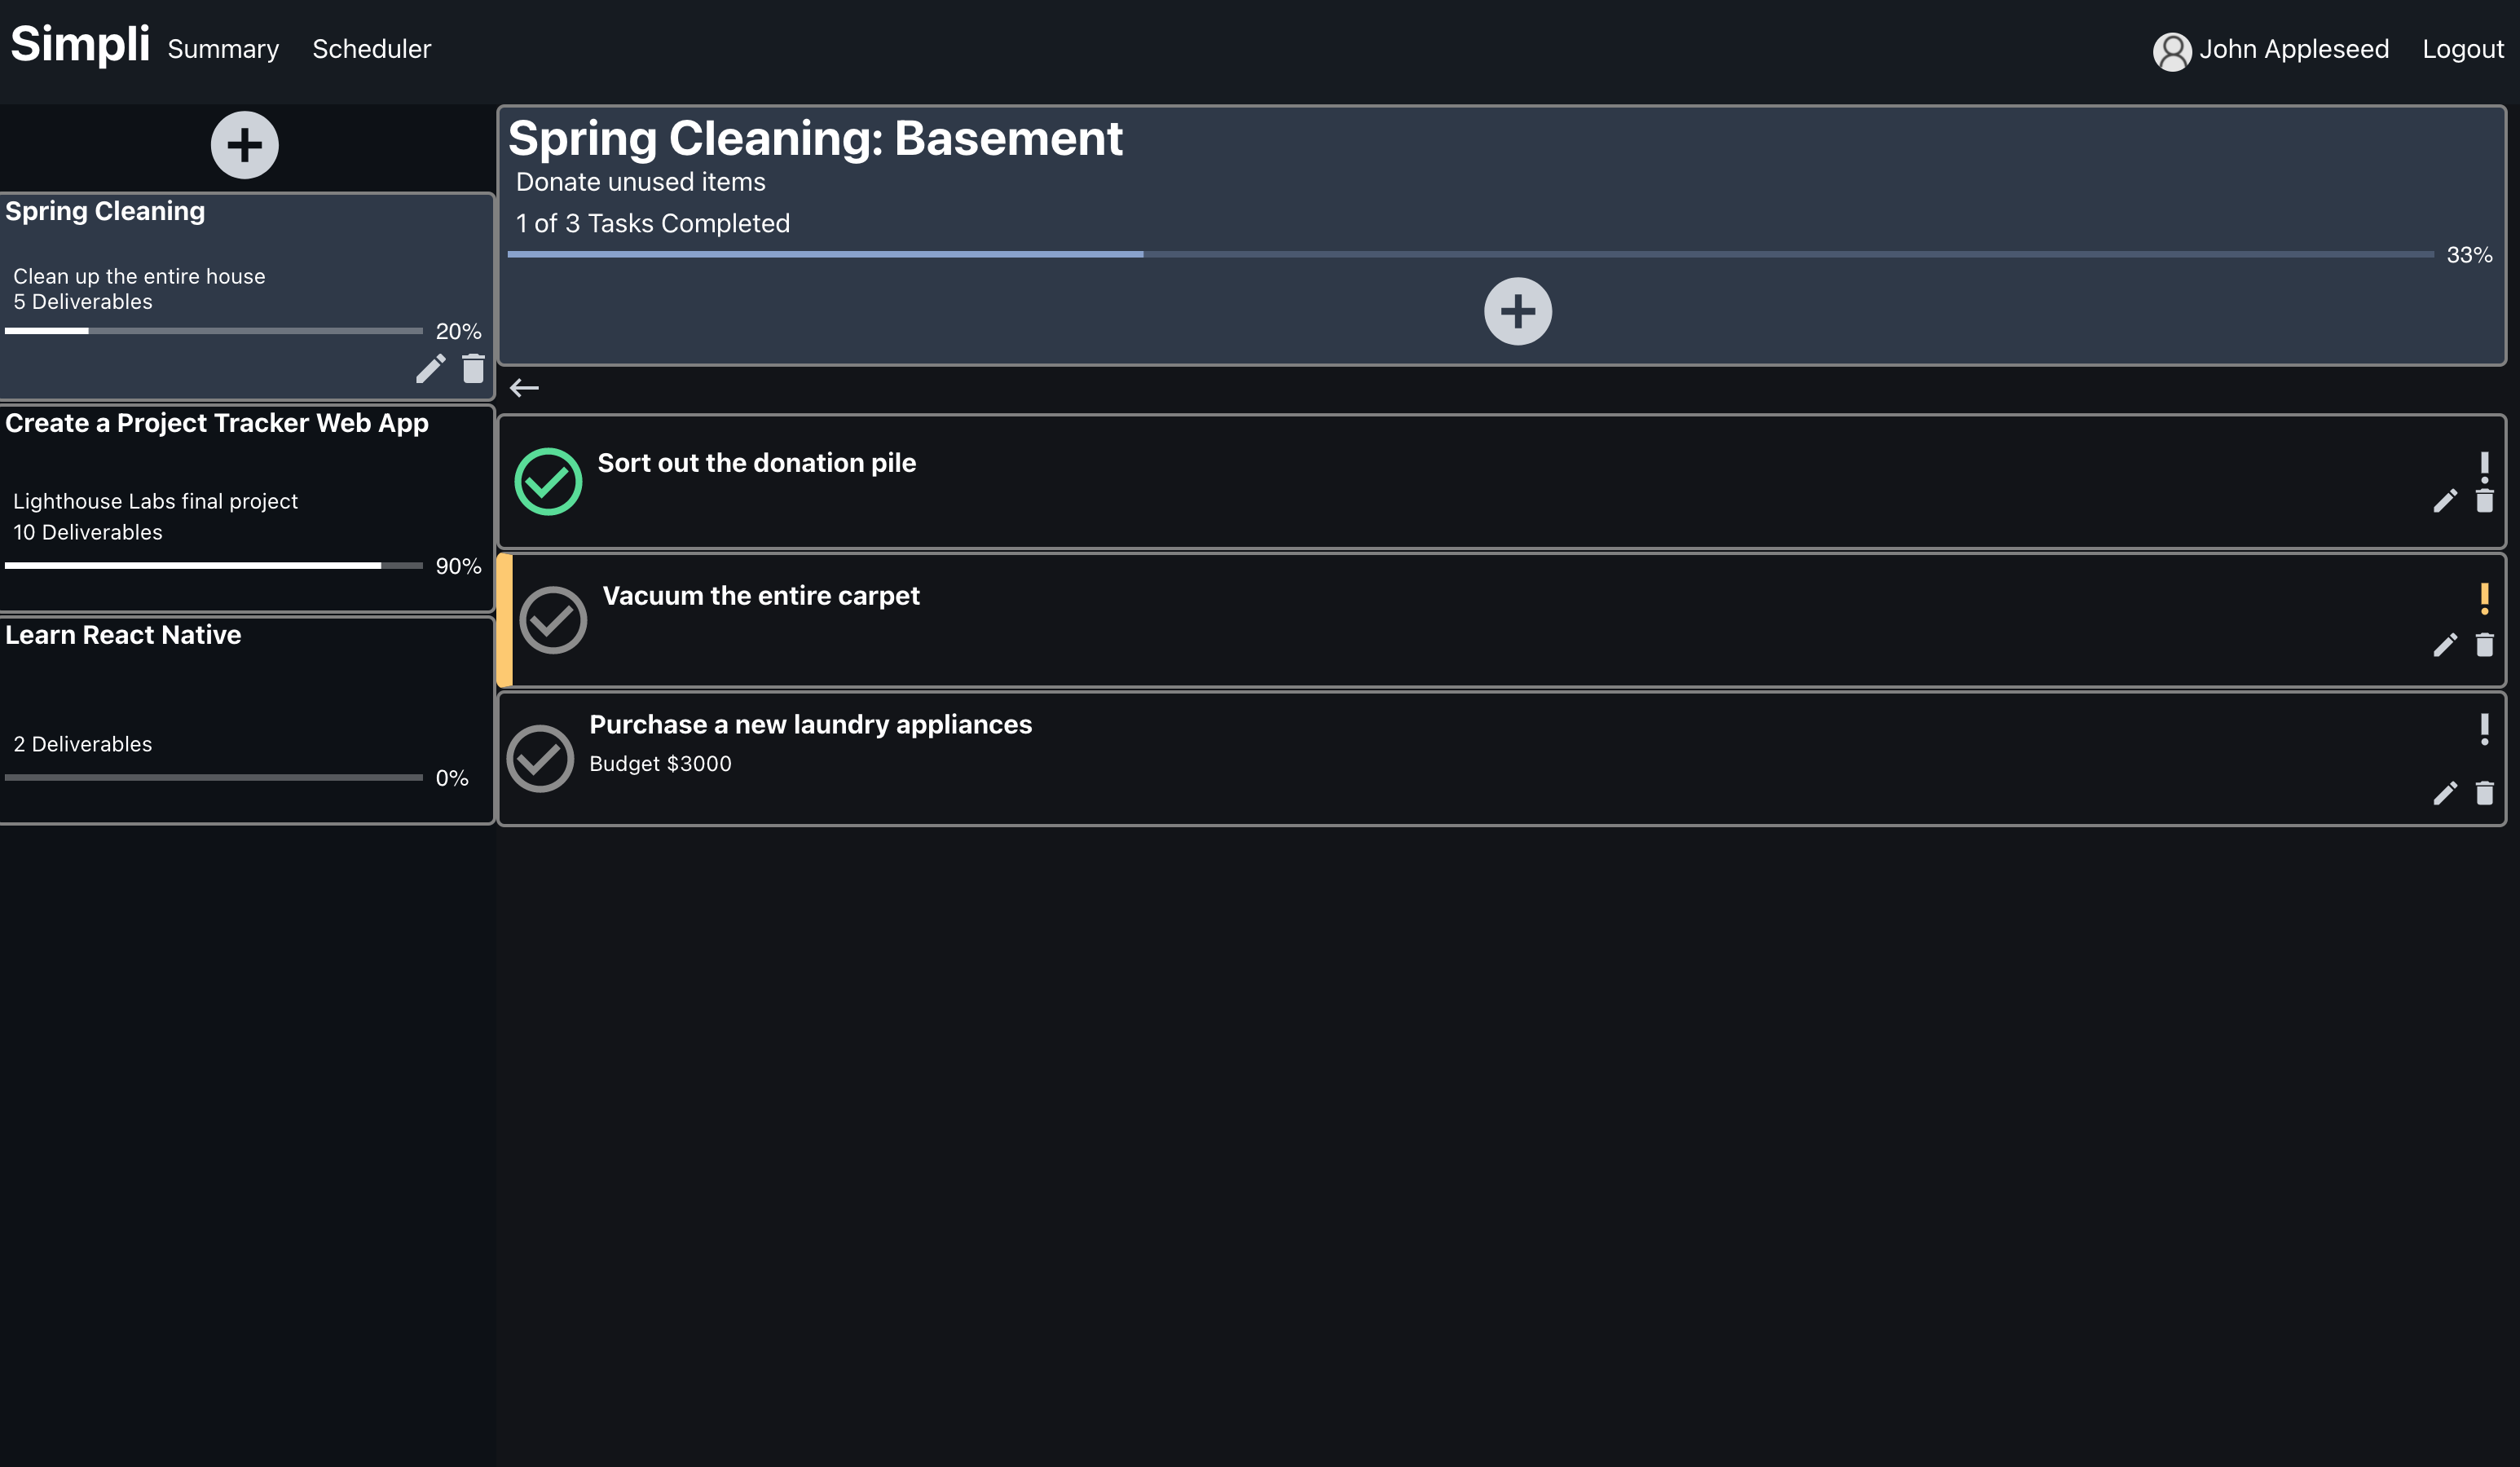 Simpli Summary Scheduler John Appleseed Logout
Spring Cleaning
Clean up the entire house
5 Deliverables
20%
Create a Project Tracker Web App
Lighthouse Labs final project
10 Deliverables
90%
Learn React Native
2 Deliverables
0%
Spring Cleaning: Basement
Donate unused items
1 of 3 Tasks Completed
33%
Sort out the donation pile
Vacuum the entire carpet
Purchase a new laundry appliances
Budget $3000